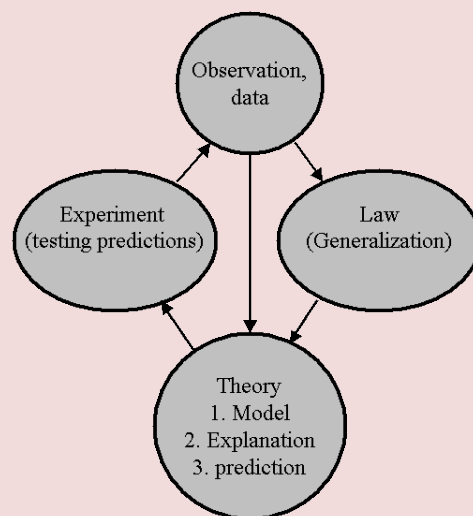 Observation,
data
Experiment
(testing predictions)
Law
(Generalization)
Theory
1. Model
2. Explanation
3. prediction